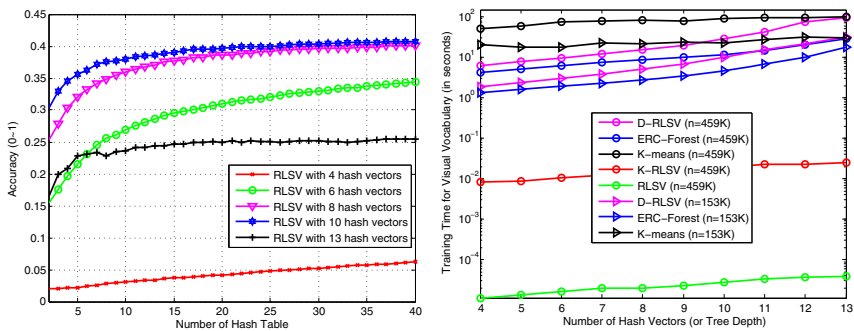 0.45
0.4
0.35
0.3
0.25
0.2
0.15
0.1
0.05
0
5 10 15 20 25 30 35 40
Accuracy (0−1)
Number of Hash Table
RLSV with 4 hash vectors
RLSV with 6 hash vectors
RLSV with 8 hash vectors
RLSV with 10 hash vectors
RLSV with 13 hash vectors
10^2
10^1
10^0
10^−1
10^−2
10^−3
10^−4
4 5 6 7 8 9 10 11 12 13
Training Time for Visual Vocabulary (in seconds)
Number of Hash Vectors (or Tree Depth)
D−RLSV (n=459K)
ERC−Forest (n=459K)
K−means (n=459K)
K−RLSV (n=459K)
RLSV (n=459K)
D−RLSV (n=153K)
ERC−Forest (n=153K)
K−means (n=153K)